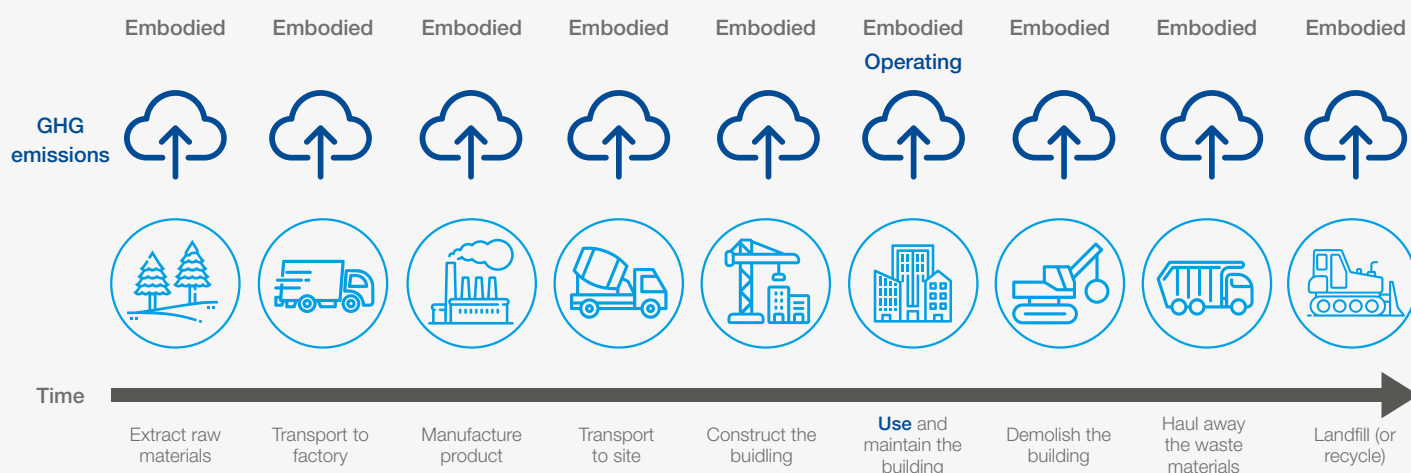 Embodied Embodied Embodied Embodied Embodied Embodied Embodied Embodied Embodied
Operating
GHG
emissions
Time
Extract raw
materials
Transport to
factory
Manufacture
product
Transport
to site
Construct the
buidling
Use and
maintain the
building
Demolish the
building
Haul away
the waste
materials
Landfill (or
recycle)